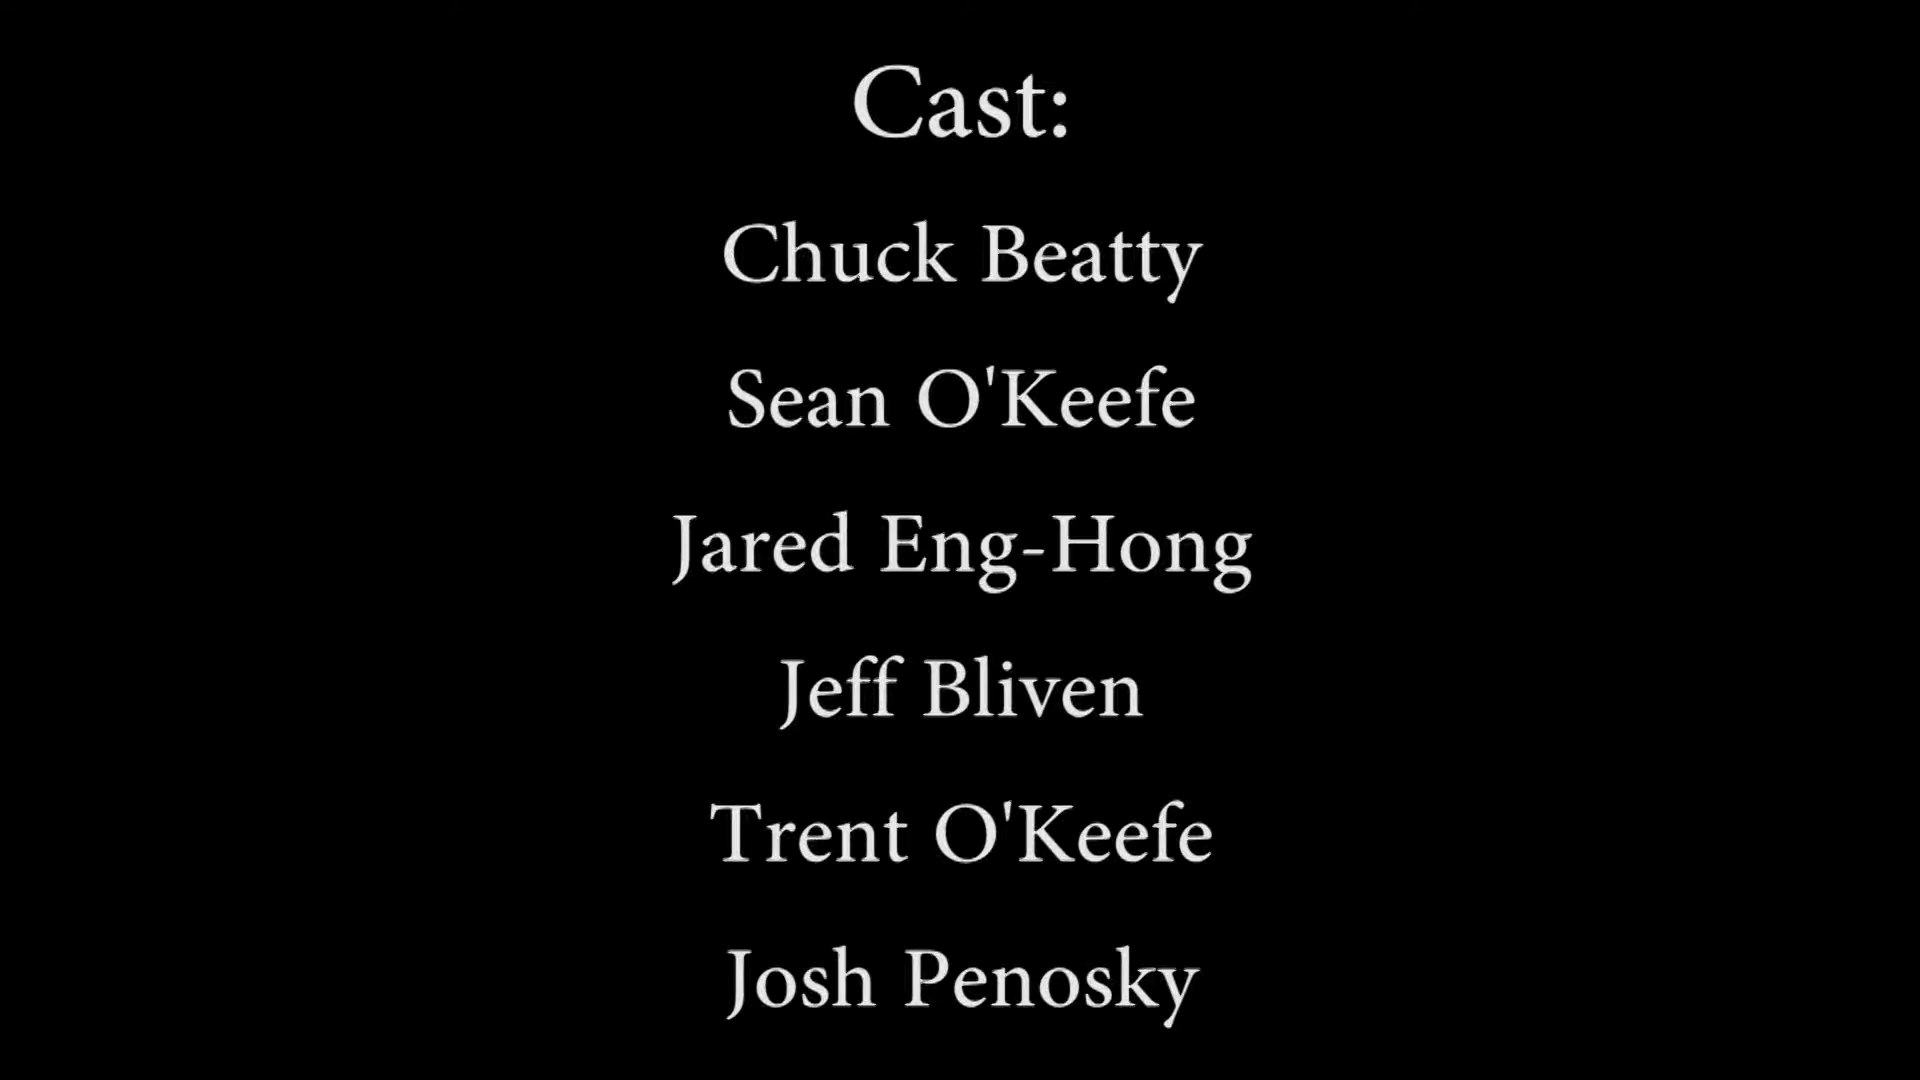 Cast:
Chuck Beatty
Sean O'Keefe
Jared Eng-Hong
Jeff Bliven
Trent O'Keefe
Josh Penosky